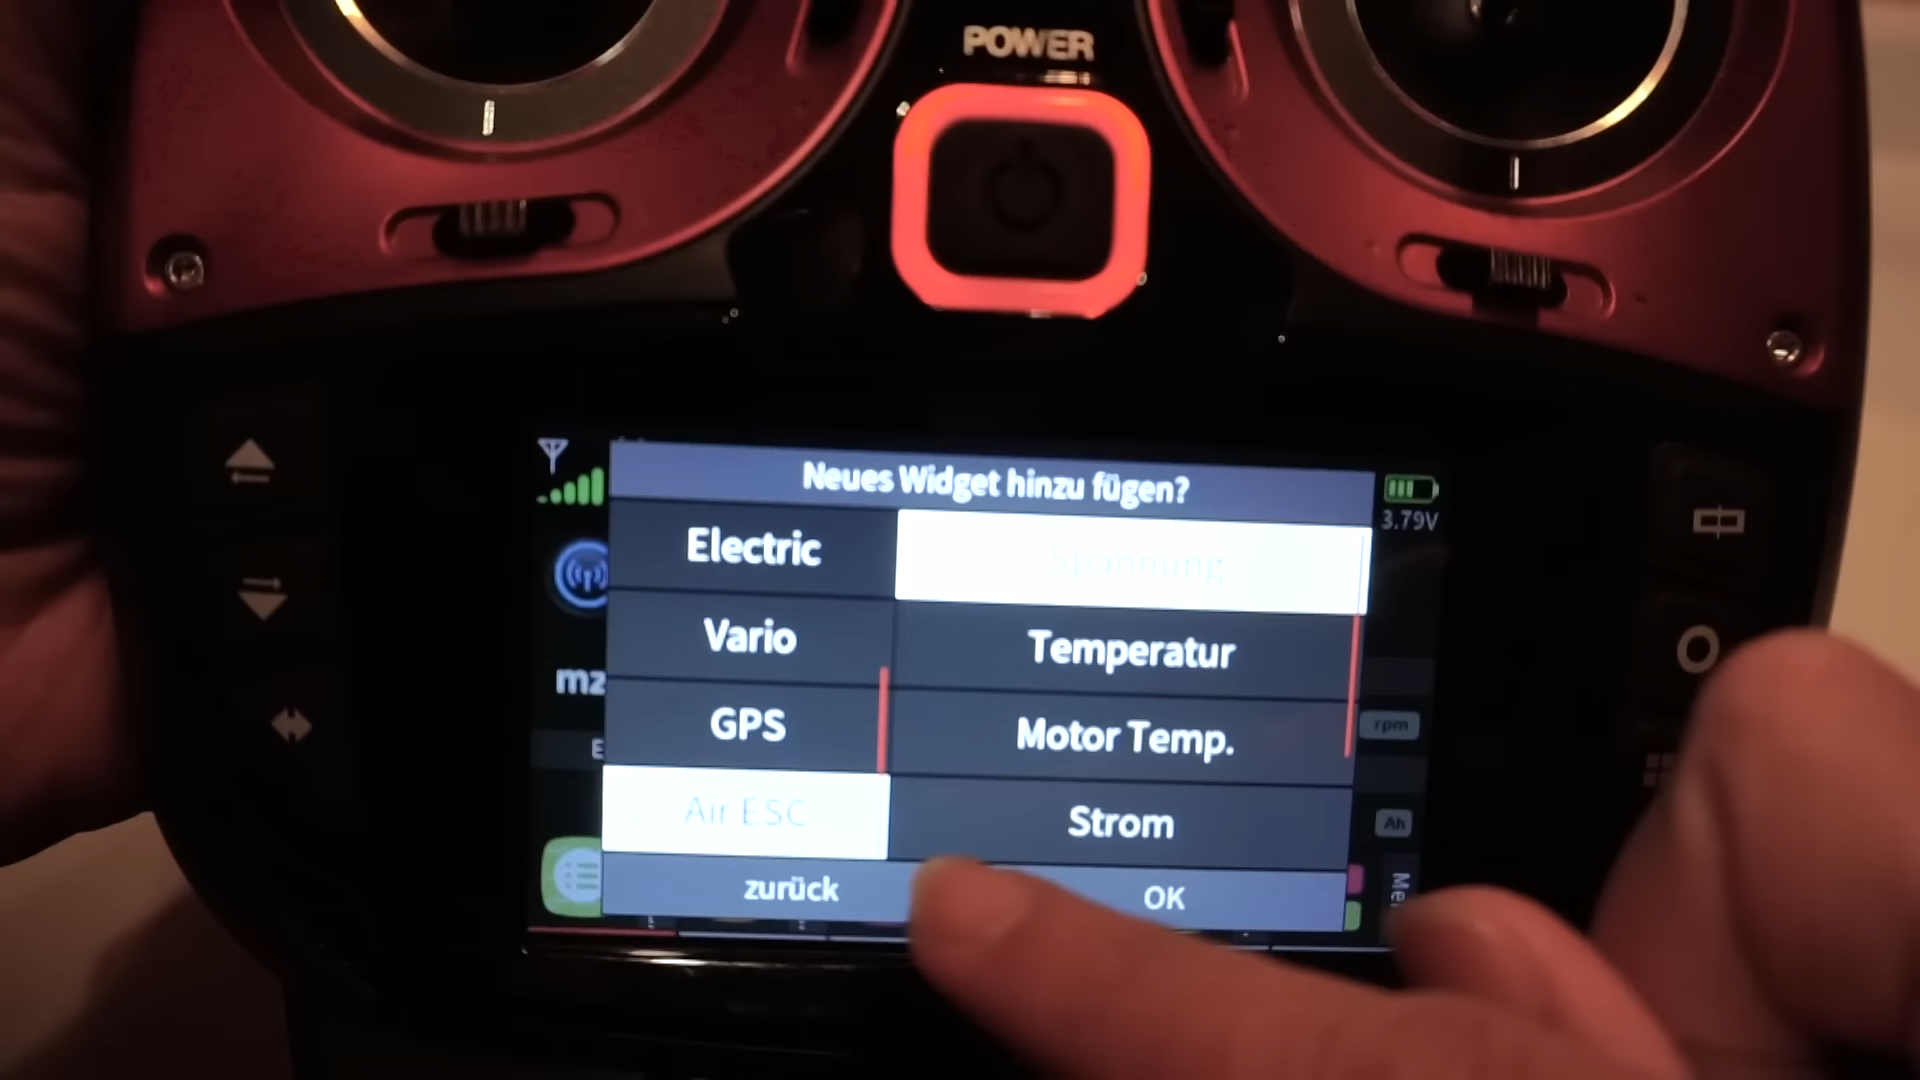 POWER
Neues Widget hinzu fügen?
3.79V
Electric
Spannung
Vario
Temperatur
mz
GPS
Motor Temp.
rpm
E
Air ESC
Strom
Ah
zurück
OK
Me